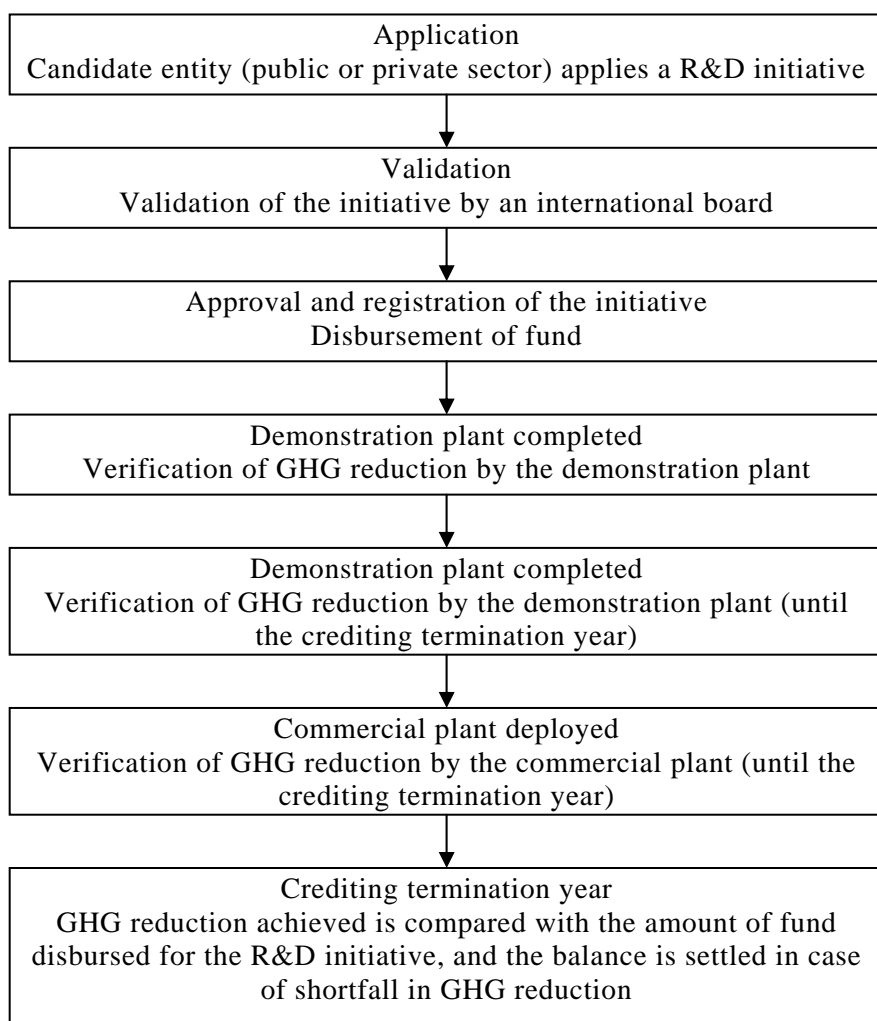 Application
Candidate entity (public or private sector) applies a R&D initiative
Validation
Validation of the initiative by an international board
Approval and registration of the initiative
Disbursement of fund
Demonstration plant completed
Verification of GHG reduction by the demonstration plant
Demonstration plant completed
Verification of GHG reduction by the demonstration plant (until
the crediting termination year)
Commercial plant deployed
Verification of GHG reduction by the commercial plant (until the
crediting termination year)
Crediting termination year
GHG reduction achieved is compared with the amount of fund
disbursed for the R&D initiative, and the balance is settled in case
of shortfall in GHG reduction